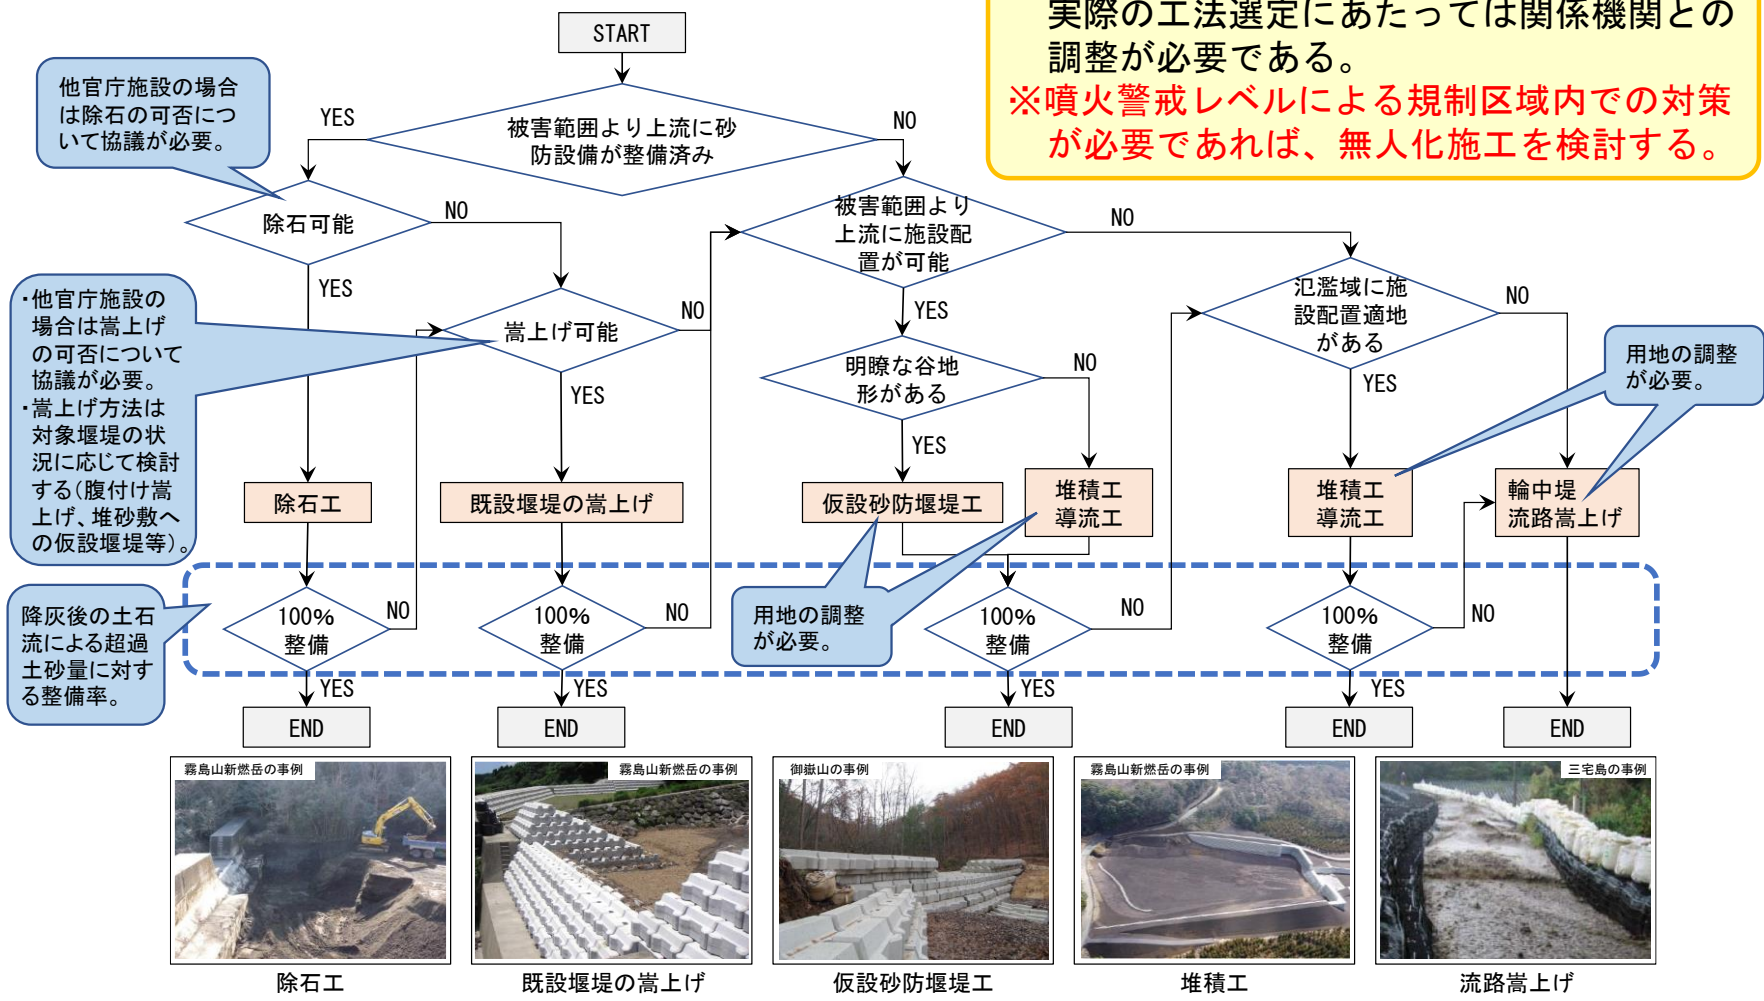 実際の工法選定にあたっては関係機関との
調整が必要である。
※噴火警戒レベルによる規制区域内での対策
が必要であれば、無人化施工を検討する。
START
他官庁施設の場合
は除石の可否につ
いて協議が必要。
YES
被害範囲より上流に砂
防設備が整備済み
NO
除石可能
NO
YES
被害範囲より
上流に施設配
置が可能
NO
YES
・他官庁施設の
場合は嵩上げ
の可否について
協議が必要。
・嵩上げ方法は
対象堰堤の状
況に応じて検討
する(腹付け嵩
上げ、堆砂敷へ
の仮設堰堤等)。
嵩上げ可能
NO
YES
氾濫域に施
設配置適地
がある
NO
YES
明瞭な谷地
形がある
NO
YES
用地の調整
が必要。
除石工
既設堰堤の嵩上げ
仮設砂防堰堤工
堆積工
導流工
堆積工
導流工
輪中堤
流路嵩上げ
降灰後の土石
流による超過
土砂量に対す
る整備率。
100%
整備
NO
YES
100%
整備
NO
YES
用地の調整
が必要。
100%
整備
NO
YES
100%
整備
NO
YES
END
END
END
END
END
霧島山新燃岳の事例
霧島山新燃岳の事例
御嶽山の事例
霧島山新燃岳の事例
三宅島の事例
除石工
既設堰堤の嵩上げ
仮設砂防堰堤工
堆積工
流路嵩上げ